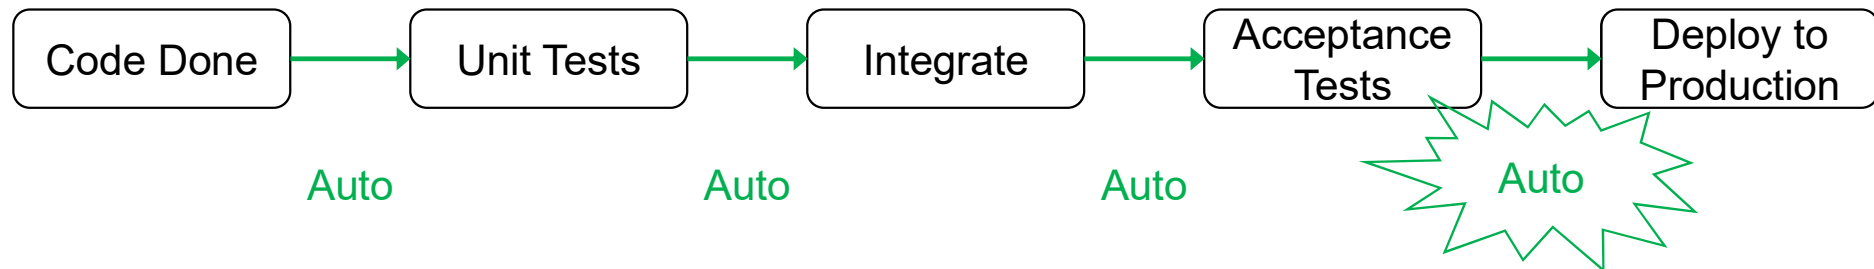 Code Done
Unit Tests
Integrate
Acceptance
Tests
Deploy to
Production
Auto
Auto
Auto
Auto